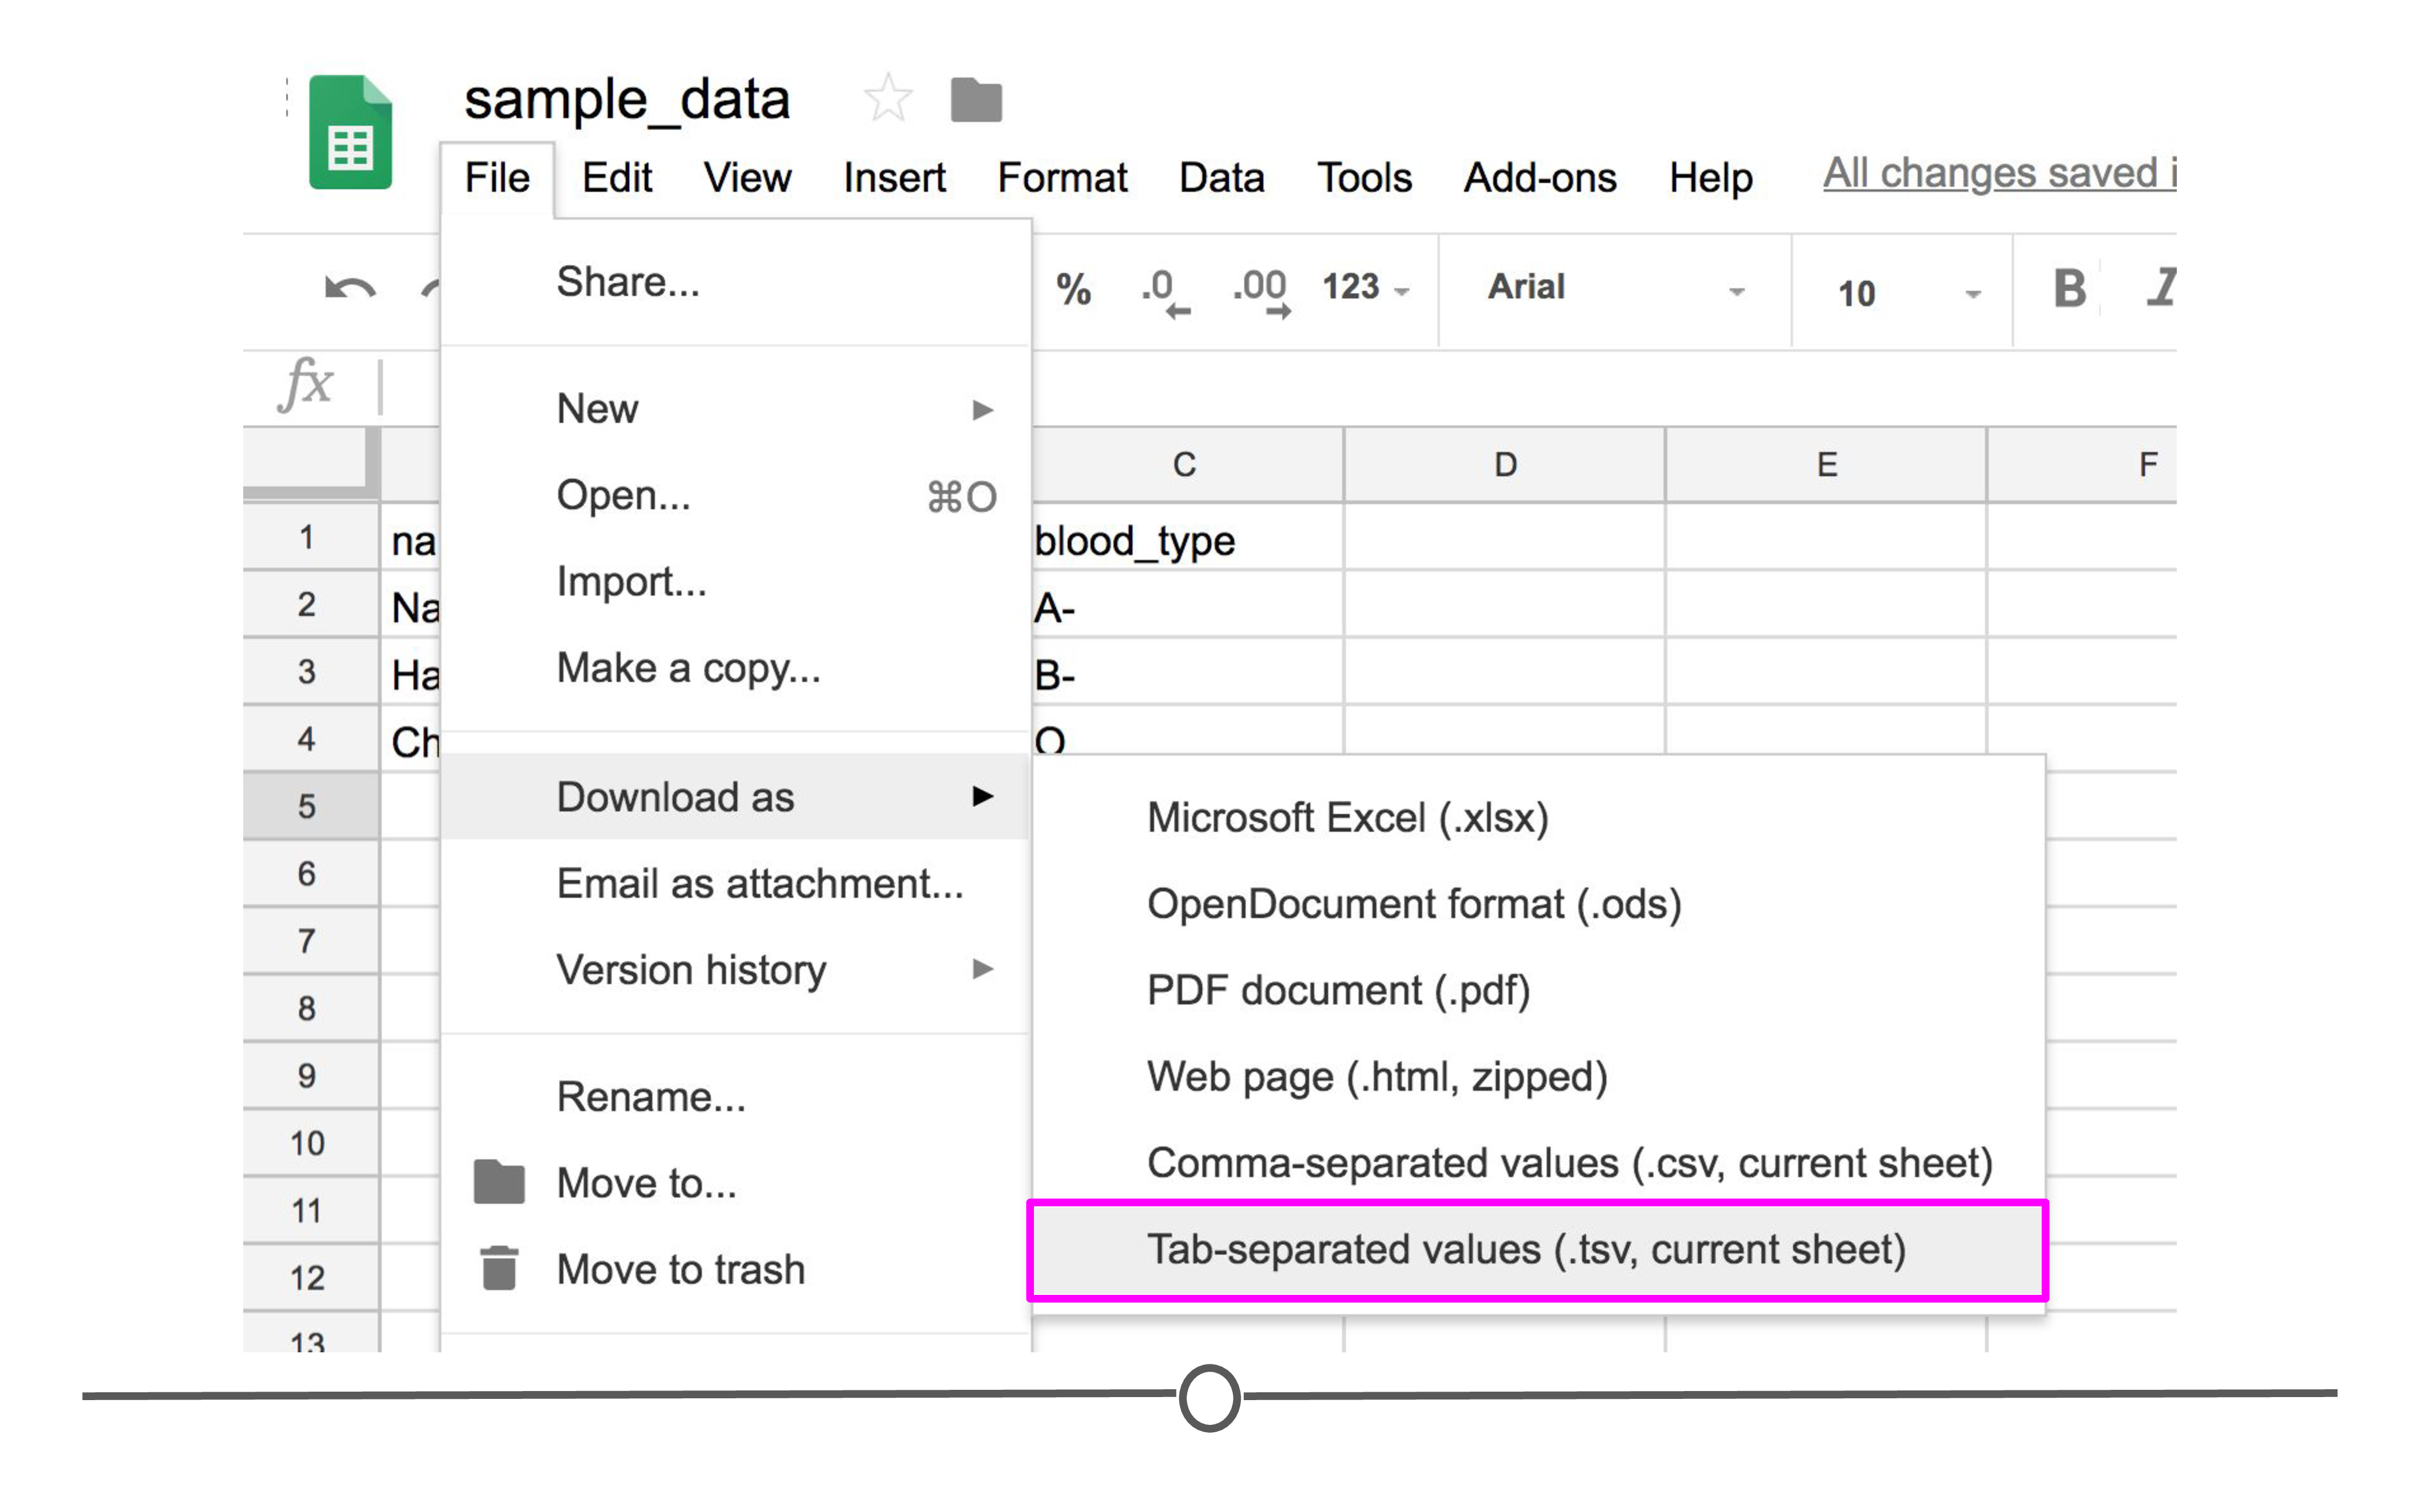 sample_data
File Edit View Insert Format Data Tools Add-ons Help All changes saved i
% .0 .00 123 Arial 10 B I
fx
C D E F
1 na blood_type
2 Na A-
3 Ha B-
4 Ch O
5
6
7
8
9
10
11
12
13
Share...
New
Open... ⌘O
Import...
Make a copy...
Download as
Email as attachment...
Version history
Rename...
Move to...
Move to trash
Microsoft Excel (.xlsx)
OpenDocument format (.ods)
PDF document (.pdf)
Web page (.html, zipped)
Comma-separated values (.csv, current sheet)
Tab-separated values (.tsv, current sheet)